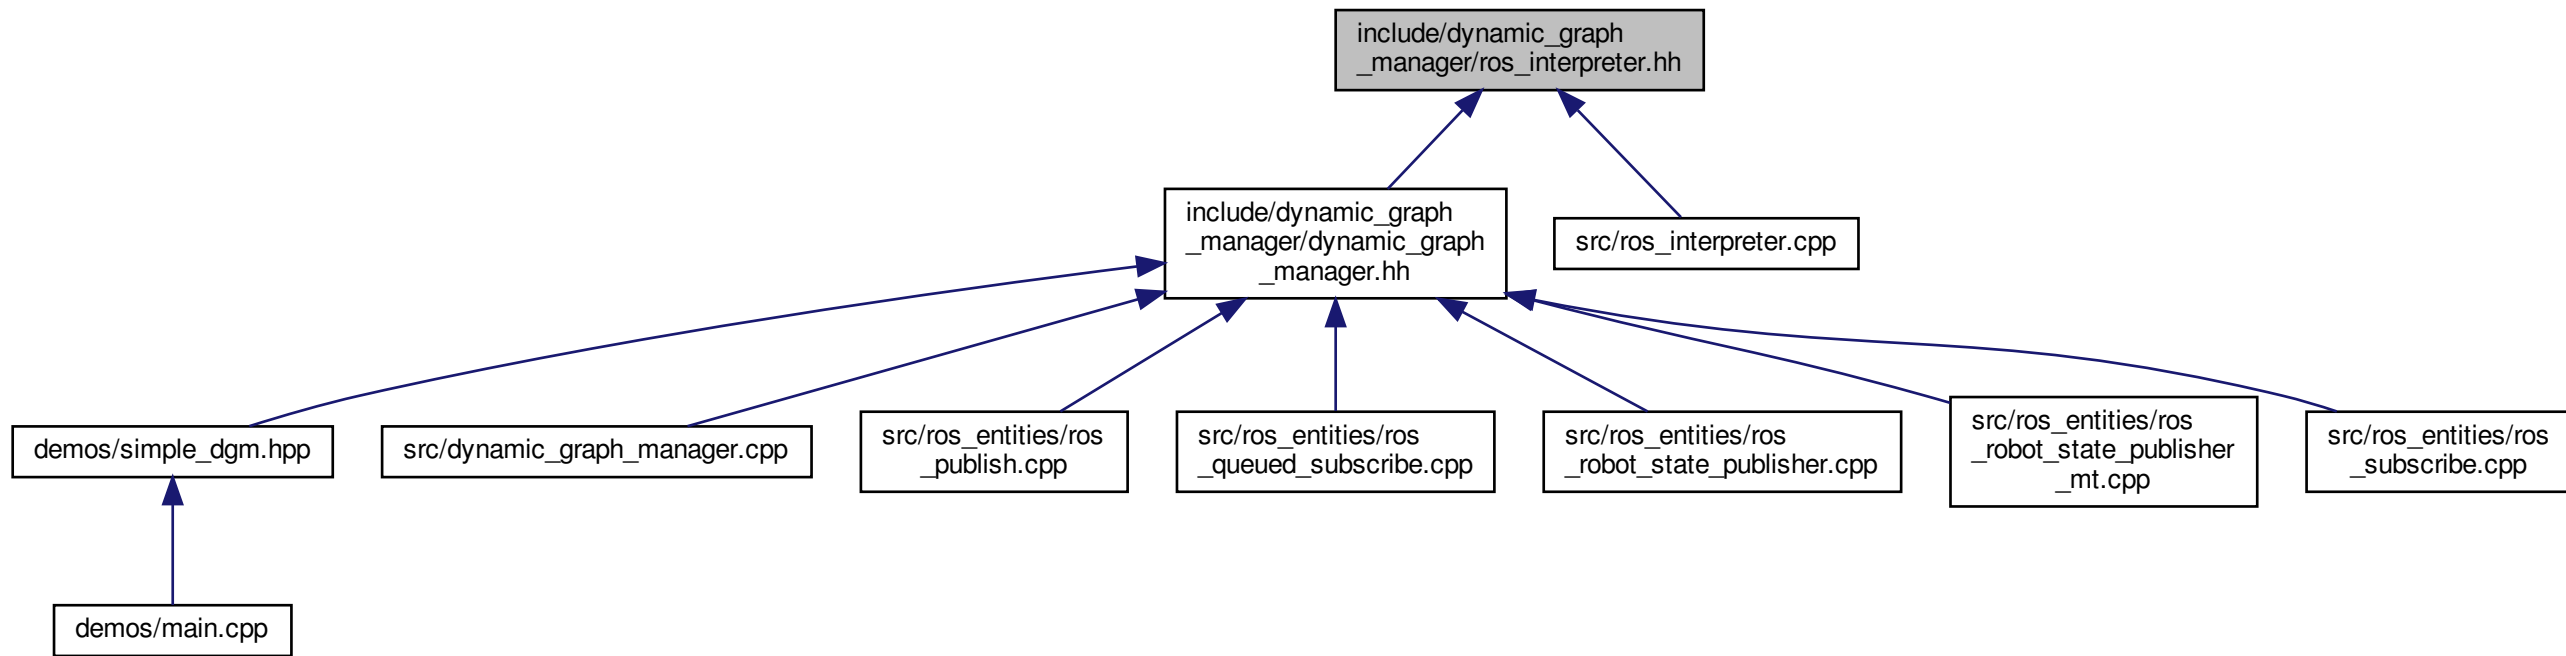 include/dynamic_graph
_manager/ros_interpreter.hh
include/dynamic_graph
_manager/dynamic_graph
_manager.hh
src/ros_interpreter.cpp
demos/simple_dgm.hpp
src/dynamic_graph_manager.cpp
src/ros_entities/ros
_publish.cpp
src/ros_entities/ros
_queued_subscribe.cpp
src/ros_entities/ros
_robot_state_publisher.cpp
src/ros_entities/ros
_robot_state_publisher
_mt.cpp
src/ros_entities/ros
_subscribe.cpp
demos/main.cpp